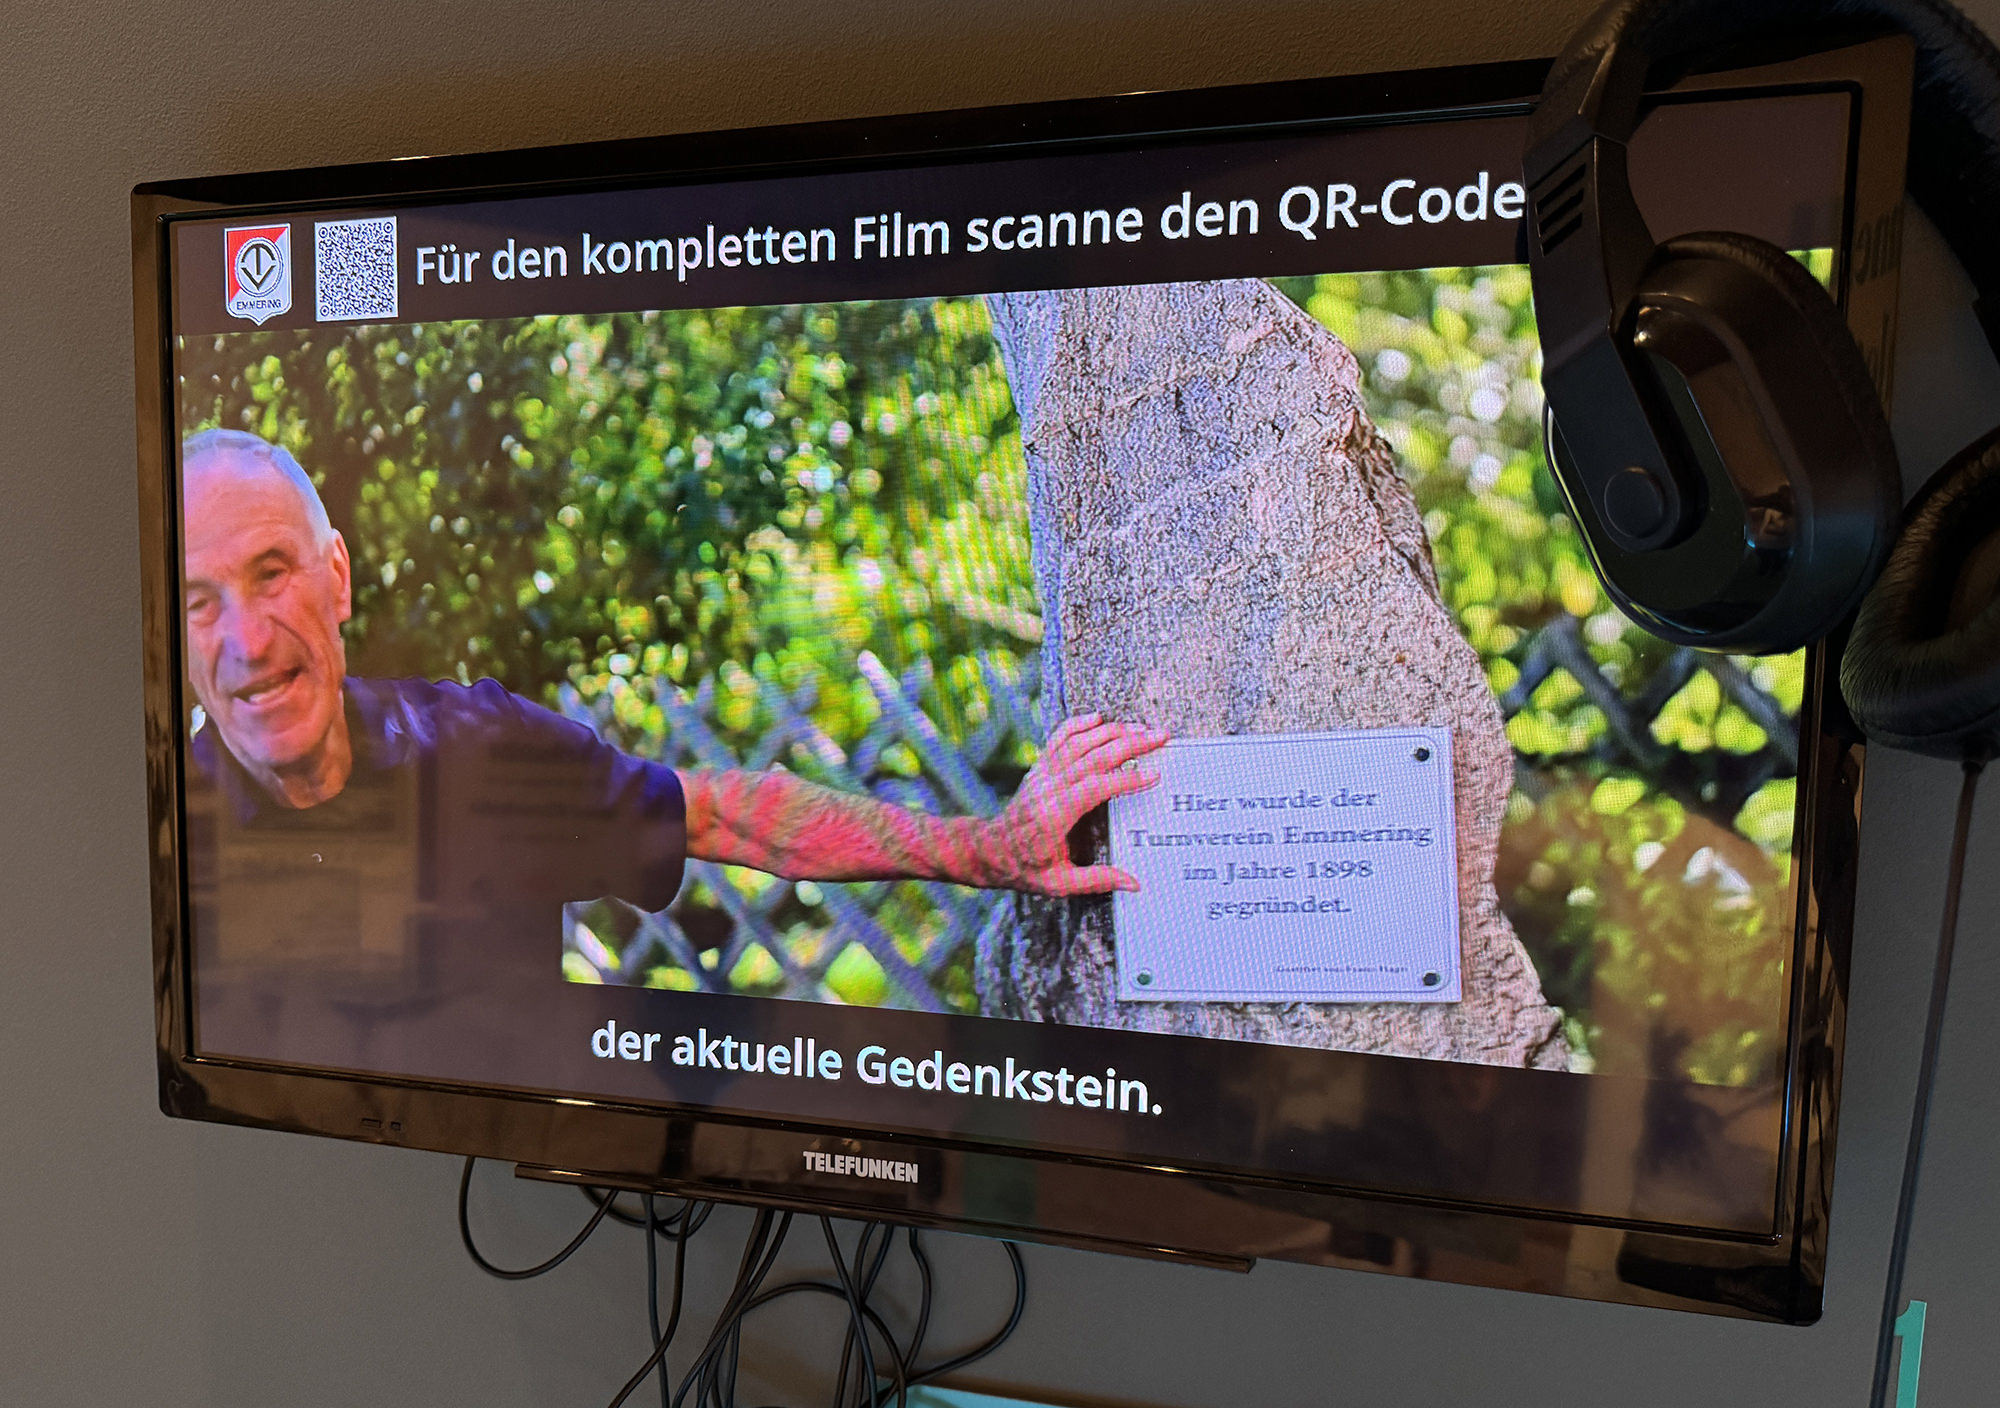 EMMERING
Für den kompletten Film scanne den QR-Code
Hier wurde der
Turnverein Emmering
im Jahre 1898
gegründet.
der aktuelle Gedenkstein.
TELEFUNKEN
1